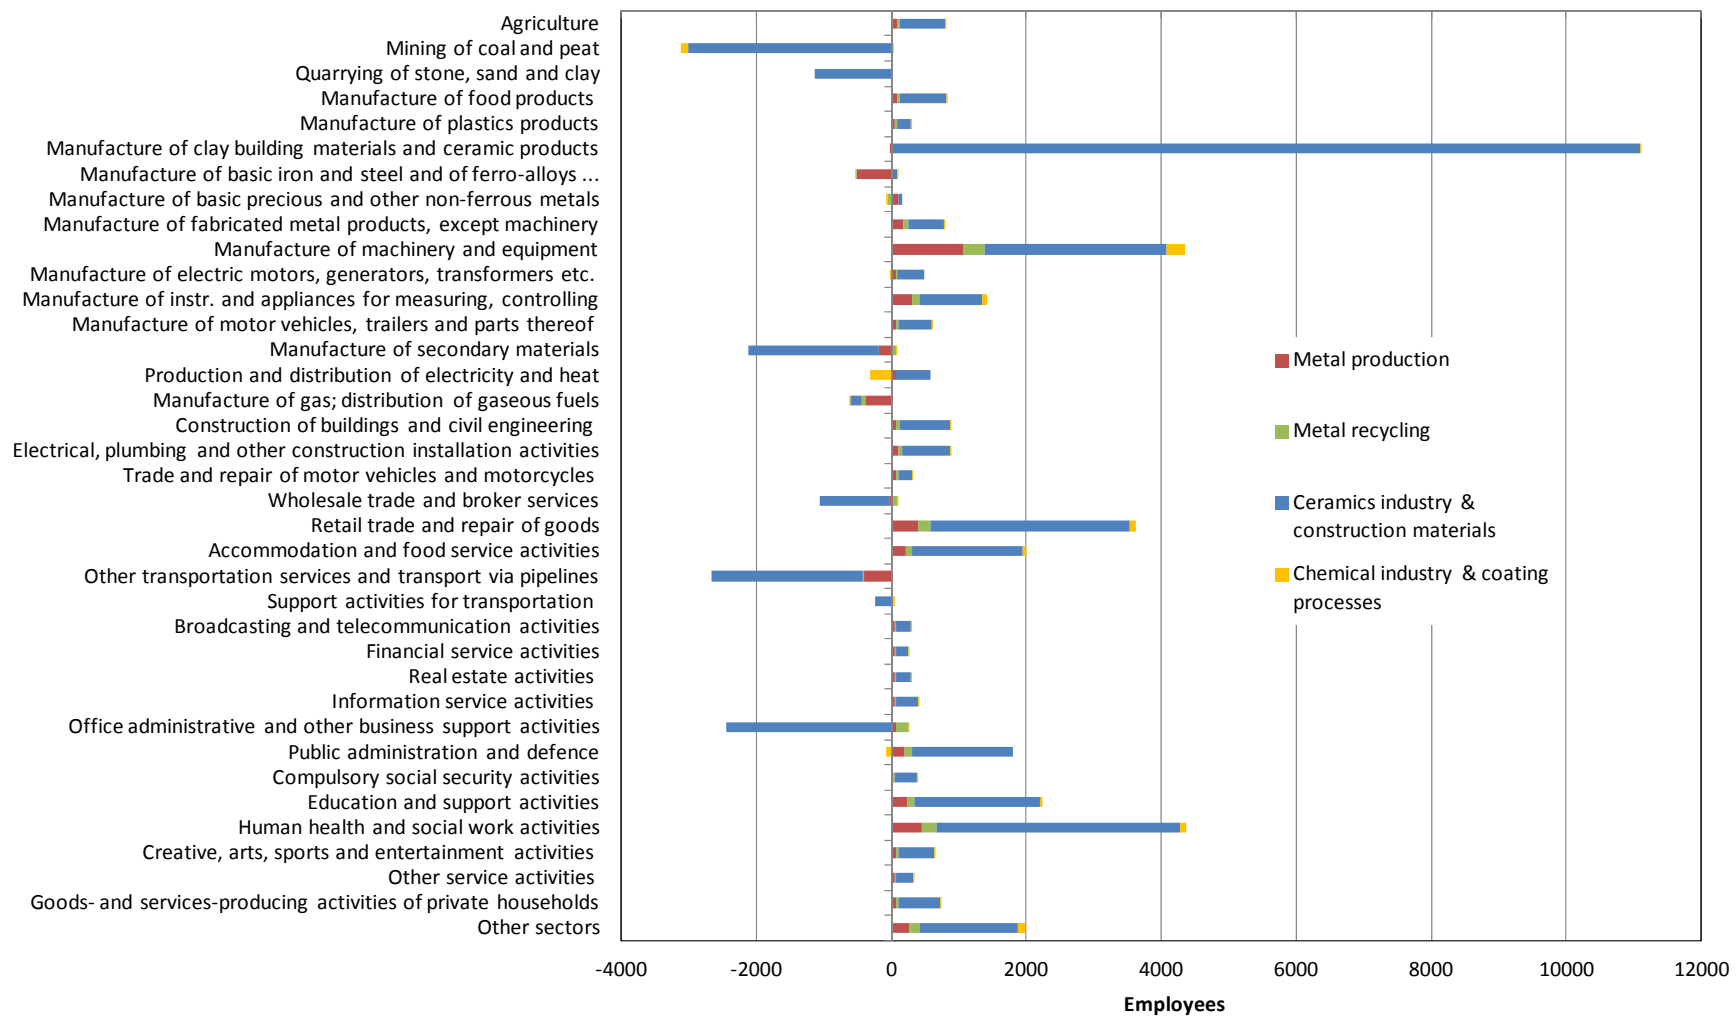 Agriculture
Mining of coal and peat
Quarrying of stone, sand and clay
Manufacture of food products
Manufacture of plastics products
Manufacture of clay building materials and ceramic products
Manufacture of basic iron and steel and of ferro-alloys ...
Manufacture of basic precious and other non-ferrous metals
Manufacture of fabricated metal products, except machinery
Manufacture of machinery and equipment
Manufacture of electric motors, generators, transformers etc.
Manufacture of instr. and appliances for measuring, controlling
Manufacture of motor vehicles, trailers and parts thereof
Manufacture of secondary materials
Production and distribution of electricity and heat
Manufacture of gas; distribution of gaseous fuels
Construction of buildings and civil engineering
Electrical, plumbing and other construction installation activities
Trade and repair of motor vehicles and motorcycles
Wholesale trade and broker services
Retail trade and repair of goods
Accommodation and food service activities
Other transportation services and transport via pipelines
Support activities for transportation
Broadcasting and telecommunication activities
Financial service activities
Real estate activities
Information service activities
Office administrative and other business support activities
Public administration and defence
Compulsory social security activities
Education and support activities
Human health and social work activities
Creative, arts, sports and entertainment activities
Other service activities
Goods- and services-producing activities of private households
Other sectors
Metal production
Metal recycling
Ceramics industry &
construction materials
Chemical industry & coating
processes
-4000 -2000 0 2000 4000 6000 8000 10000 12000
Employees